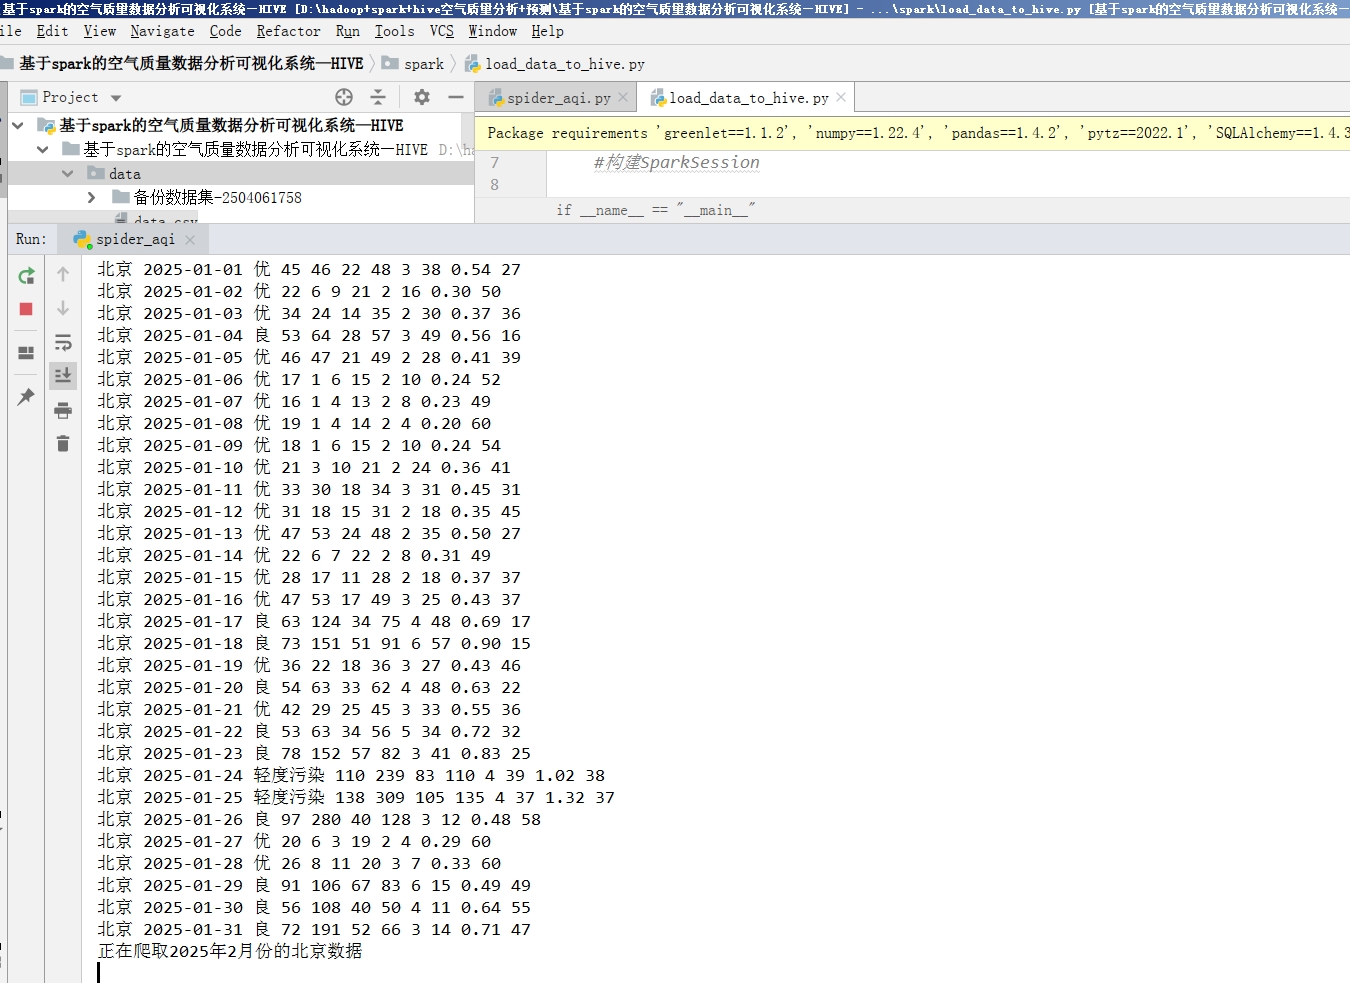 基于spark的空气质量数据分析可视化系统—HIVE [D:\hadoop+spark+hive空气质量分析+预测\基于spark的空气质量数据分析可视化系统—HIVE] - ...\spark\load_data_to_hive.py [基于spark的空气质量数据分析可视化系统—
ile Edit View Navigate Code Refactor Run Tools VCS Window Help
基于spark的空气质量数据分析可视化系统—HIVE spark load_data_to_hive.py
Project spider_aqi.py load_data_to_hive.py
基于spark的空气质量数据分析可视化系统—HIVE
Package requirements 'greenlet==1.1.2', 'numpy==1.22.4', 'pandas==1.4.2', 'pytz==2022.1', 'SQLAlchemy==1.4.3
基于spark的空气质量数据分析可视化系统—HIVE D:\ha
7 #构建SparkSession
data
8
备份数据集-2504061758
if __name__ == "__main__"
data.csv
Run: spider_aqi
北京 2025-01-01 优 45 46 22 48 3 38 0.54 27
北京 2025-01-02 优 22 6 9 21 2 16 0.30 50
北京 2025-01-03 优 34 24 14 35 2 30 0.37 36
北京 2025-01-04 良 53 64 28 57 3 49 0.56 16
北京 2025-01-05 优 46 47 21 49 2 28 0.41 39
北京 2025-01-06 优 17 1 6 15 2 10 0.24 52
北京 2025-01-07 优 16 1 4 13 2 8 0.23 49
北京 2025-01-08 优 19 1 4 14 2 4 0.20 60
北京 2025-01-09 优 18 1 6 15 2 10 0.24 54
北京 2025-01-10 优 21 3 10 21 2 24 0.36 41
北京 2025-01-11 优 33 30 18 34 3 31 0.45 31
北京 2025-01-12 优 31 18 15 31 2 18 0.35 45
北京 2025-01-13 优 47 53 24 48 2 35 0.50 27
北京 2025-01-14 优 22 6 7 22 2 8 0.31 49
北京 2025-01-15 优 28 17 11 28 2 18 0.37 37
北京 2025-01-16 优 47 53 17 49 3 25 0.43 37
北京 2025-01-17 良 63 124 34 75 4 48 0.69 17
北京 2025-01-18 良 73 151 51 91 6 57 0.90 15
北京 2025-01-19 优 36 22 18 36 3 27 0.43 46
北京 2025-01-20 良 54 63 33 62 4 48 0.63 22
北京 2025-01-21 优 42 29 25 45 3 33 0.55 36
北京 2025-01-22 良 53 63 34 56 5 34 0.72 32
北京 2025-01-23 良 78 152 57 82 3 41 0.83 25
北京 2025-01-24 轻度污染 110 239 83 110 4 39 1.02 38
北京 2025-01-25 轻度污染 138 309 105 135 4 37 1.32 37
北京 2025-01-26 良 97 280 40 128 3 12 0.48 58
北京 2025-01-27 优 20 6 3 19 2 4 0.29 60
北京 2025-01-28 优 26 8 11 20 3 7 0.33 60
北京 2025-01-29 良 91 106 67 83 6 15 0.49 49
北京 2025-01-30 良 56 108 40 50 4 11 0.64 55
北京 2025-01-31 良 72 191 52 66 3 14 0.71 47
正在爬取2025年2月份的北京数据